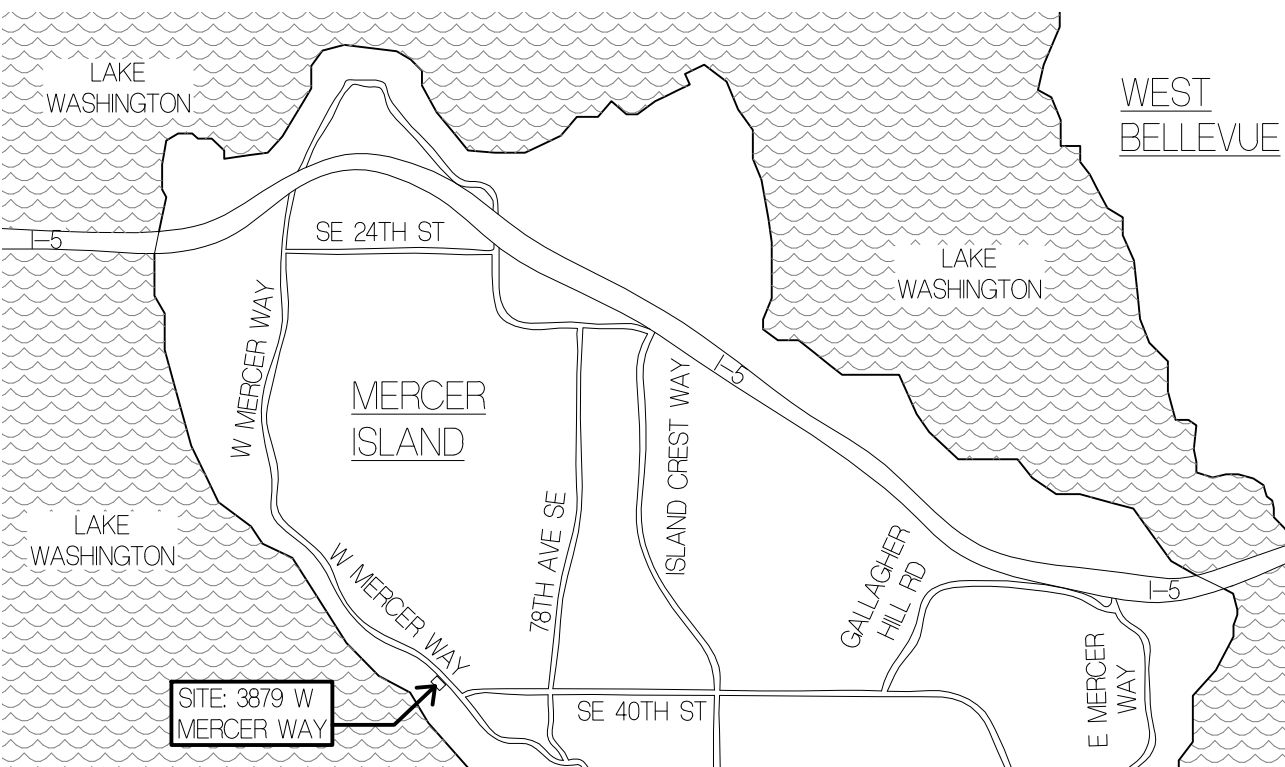 LAKE
WASHINGTON
WEST
BELLEVUE
I-5
SE 24TH ST
LAKE
WASHINGTON
W MERCER WAY
I-5
MERCER
ISLAND
ISLAND CREST WAY
78TH AVE SE
LAKE
WASHINGTON
W MERCER WAY
GALLAGHER
HILL RD
I-5
E MERCER
WAY
SITE: 3879 W
MERCER WAY
SE 40TH ST